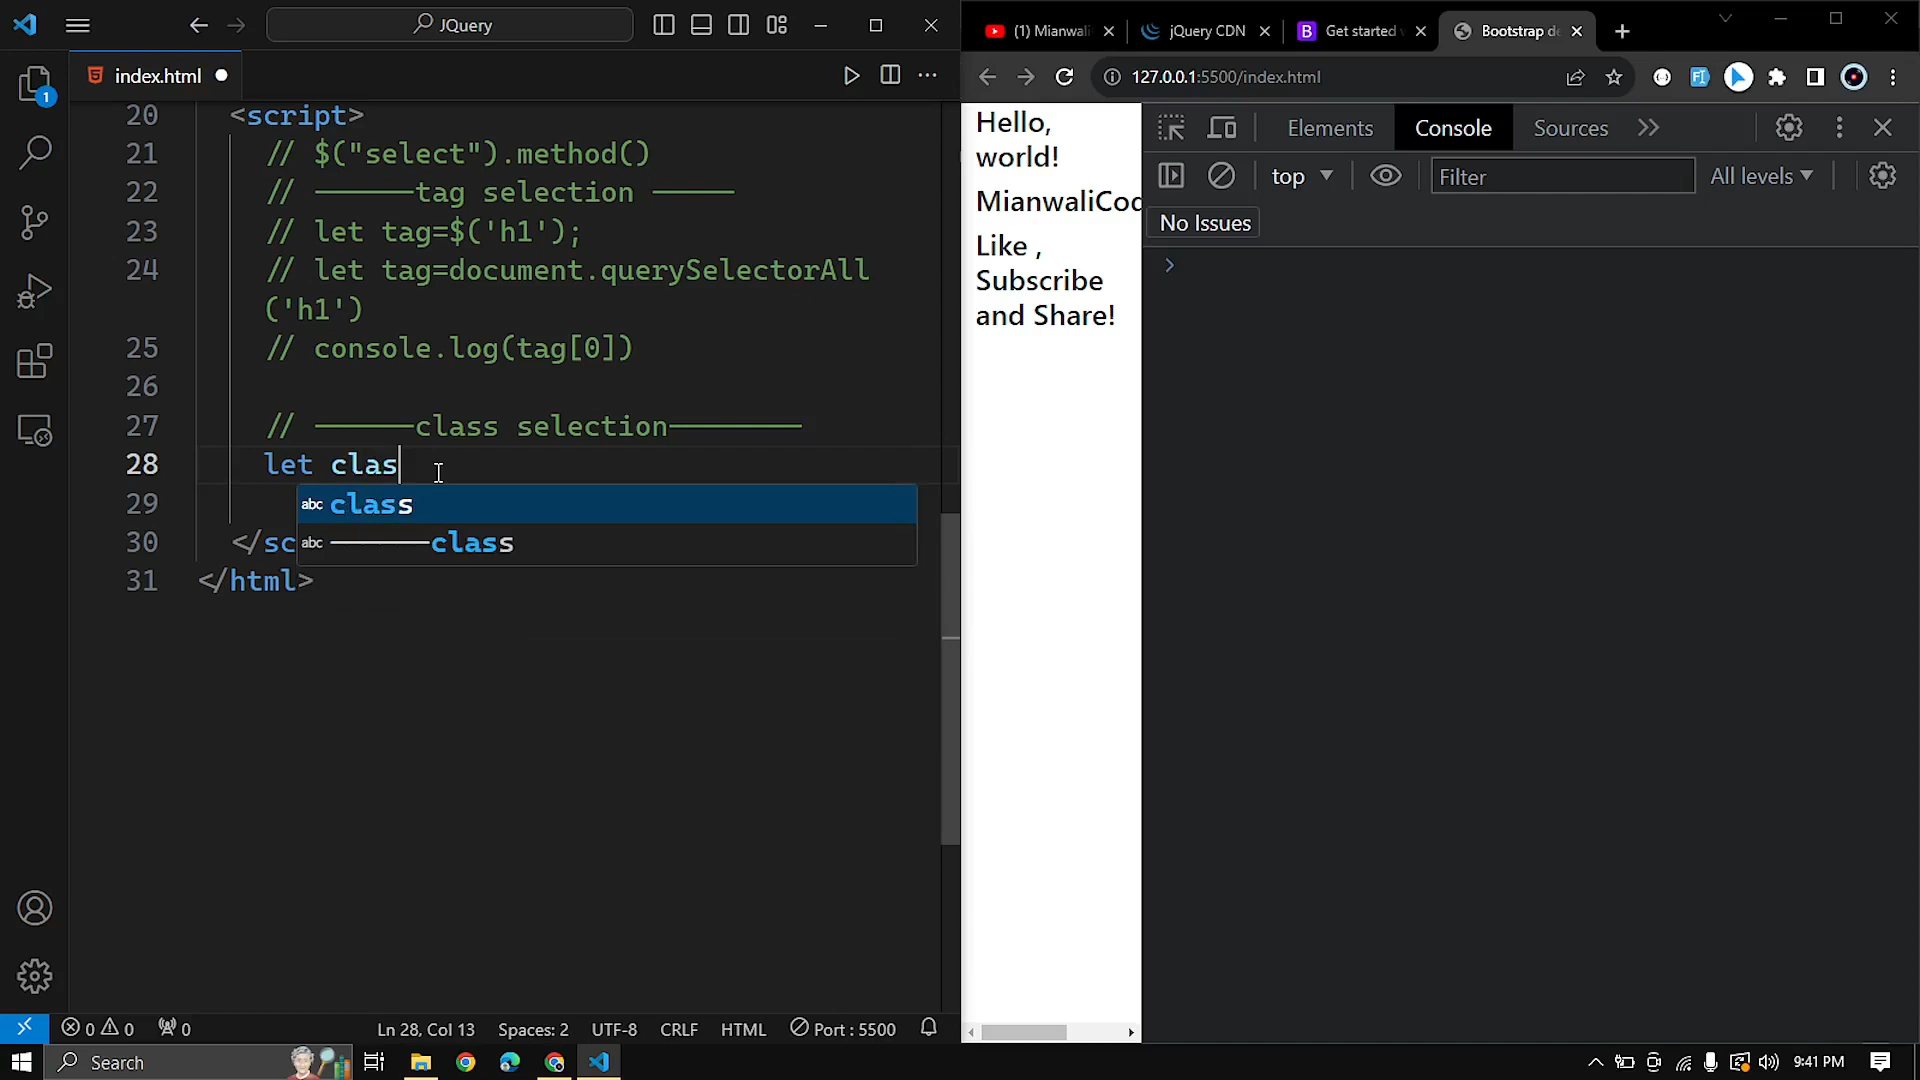 JQuery
index.html
1
20 <script>
21 // $("select").method()
22 // ——————tag selection —————
23 // let tag=$('h1');
24 // let tag=document.querySelectorAll
('h1')
25 // console.log(tag[0])
26
27 // ——————class selection————————
28 let clas
29
30 </sc
31 </html>
abc class
abc ——————class
0 0 0
Ln 28, Col 13 Spaces: 2 UTF-8 CRLF HTML Port : 5500
(1) Mianwali
jQuery CDN
Get started
Bootstrap de
127.0.0.1:5500/index.html
Hello,
world!
MianwaliCod
Like ,
Subscribe
and Share!
Elements Console Sources
top Filter All levels
No Issues
Search
9:41 PM